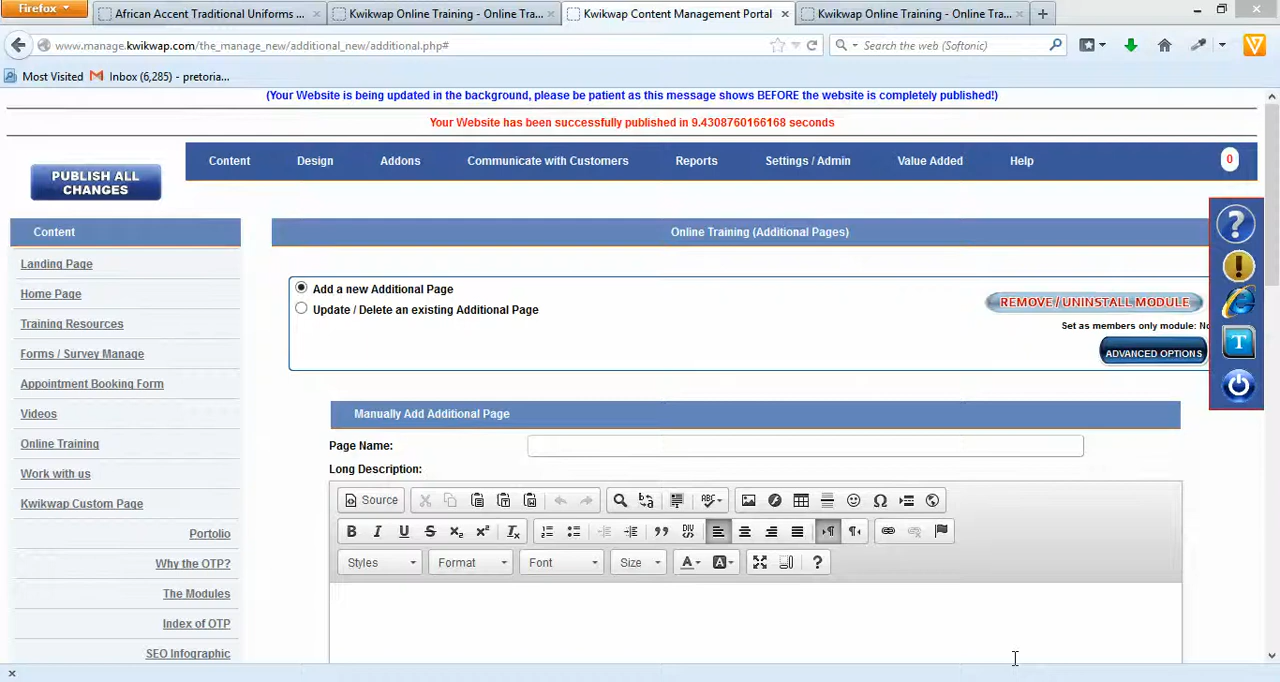 Firefox
African Accent Traditional Uniforms ...
Kwikwap Online Training - Online Tra...
Kwikwap Content Management Portal
Kwikwap Online Training - Online Tra...
www.manage.kwikwap.com/the_manage_new/additional_new/additional.php#
Search the web (Softonic)
Most Visited
Inbox (6,285) - pretoria...
(Your Website is being updated in the background, please be patient as this message shows BEFORE the website is completely published!)
Your Website has been successfully published in 9.4308760166168 seconds
PUBLISH ALL
CHANGES
Content
Design
Addons
Communicate with Customers
Reports
Settings / Admin
Value Added
Help
0
Content
Online Training (Additional Pages)
Landing Page
Home Page
Training Resources
Forms / Survey Manage
Appointment Booking Form
Videos
Online Training
Work with us
Kwikwap Custom Page
Portolio
Why the OTP?
The Modules
Index of OTP
SEO Infographic
Add a new Additional Page
Update / Delete an existing Additional Page
REMOVE / UNINSTALL MODULE
Set as members only module: No
ADVANCED OPTIONS
Manually Add Additional Page
Page Name:
Long Description:
Source
Styles
Format
Font
Size